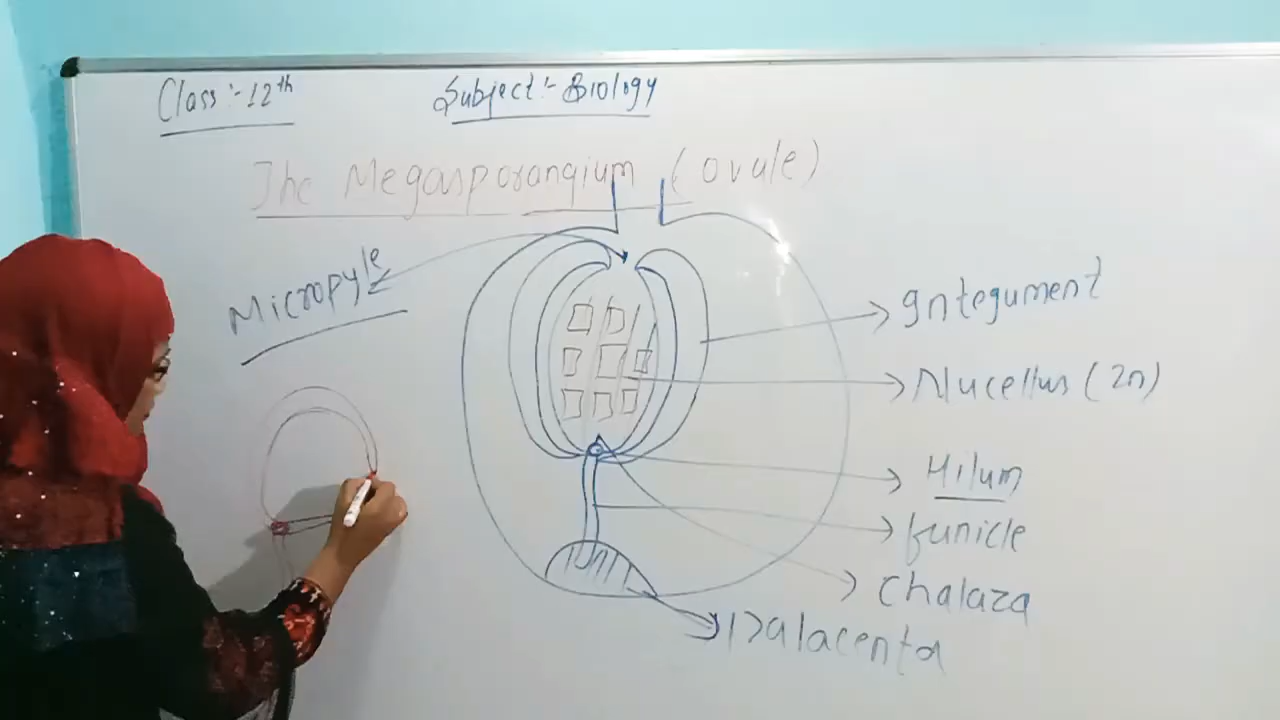 Class :- 12th
Subject :- Biology
The Megasporangium (ovule)
Micropyle
Integument
Nucellus (2n)
Hilum
funicle
Chalaza
Palacenta